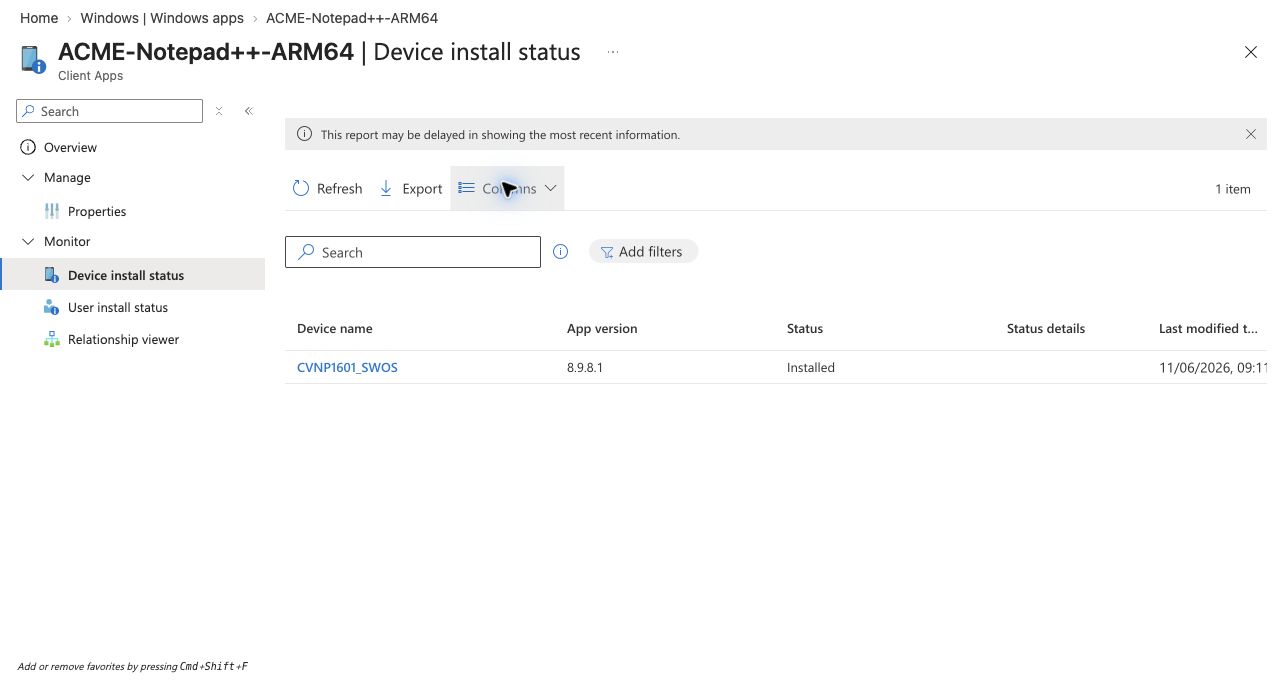 Home › Windows | Windows apps › ACME-Notepad++-ARM64
ACME-Notepad++-ARM64 | Device install status ...
Client Apps
Search
Overview
Manage
Properties
Monitor
Device install status
User install status
Relationship viewer
This report may be delayed in showing the most recent information.
Refresh Export Columns 1 item
Search Add filters
Device name App version Status Status details Last modified t...
CVNP1601_SWOS 8.9.8.1 Installed 11/06/2026, 09:11
Add or remove favorites by pressing Cmd+Shift+F